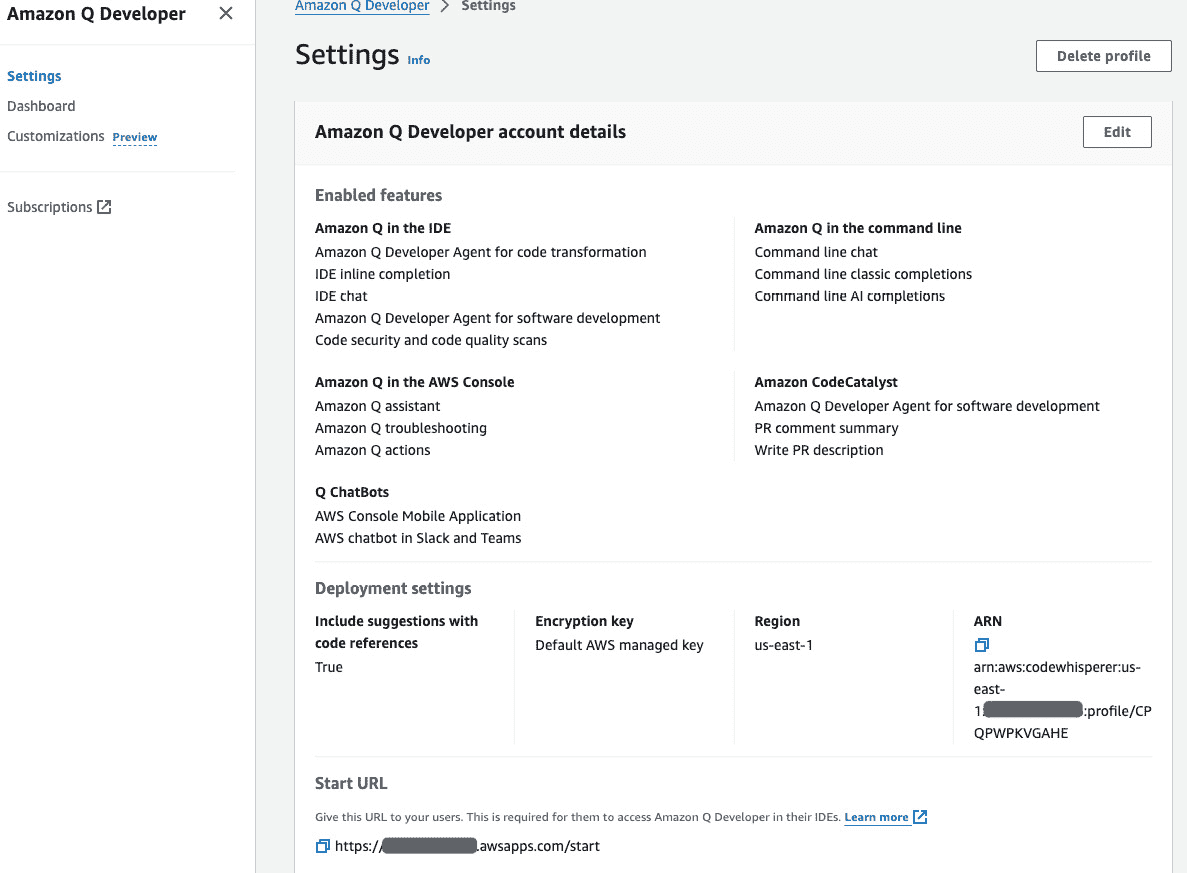 Amazon Q Developer
Settings
Dashboard
Customizations Preview
Subscriptions
Amazon Q Developer > Settings
Settings Info
Delete profile
Amazon Q Developer account details
Edit
Enabled features
Amazon Q in the IDE
Amazon Q Developer Agent for code transformation
IDE inline completion
IDE chat
Amazon Q Developer Agent for software development
Code security and code quality scans
Amazon Q in the command line
Command line chat
Command line classic completions
Command line AI completions
Amazon Q in the AWS Console
Amazon Q assistant
Amazon Q troubleshooting
Amazon Q actions
Amazon CodeCatalyst
Amazon Q Developer Agent for software development
PR comment summary
Write PR description
Q ChatBots
AWS Console Mobile Application
AWS chatbot in Slack and Teams
Deployment settings
Include suggestions with
code references
True
Encryption key
Default AWS managed key
Region
us-east-1
ARN
arn:aws:codewhisperer:us-
east-
1: :profile/CP
QPWPKVGAHE
Start URL
Give this URL to your users. This is required for them to access Amazon Q Developer in their IDEs. Learn more
https:// .awsapps.com/start